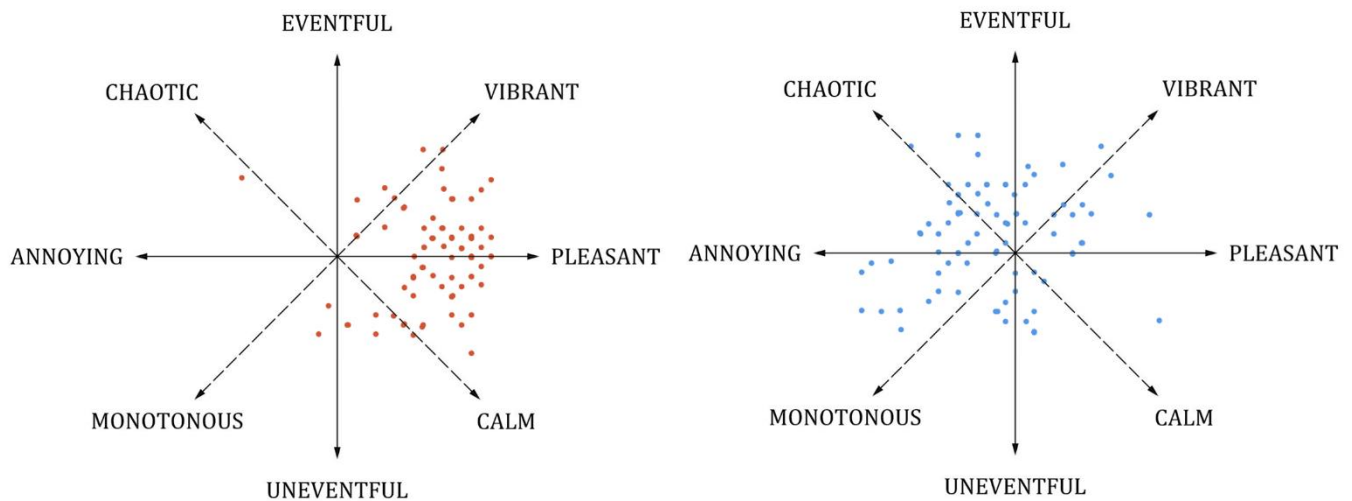 EVENTFUL
CHAOTIC
VIBRANT
ANNOYING
PLEASANT
MONOTONOUS
CALM
UNEVENTFUL
EVENTFUL
CHAOTIC
VIBRANT
ANNOYING
PLEASANT
MONOTONOUS
CALM
UNEVENTFUL